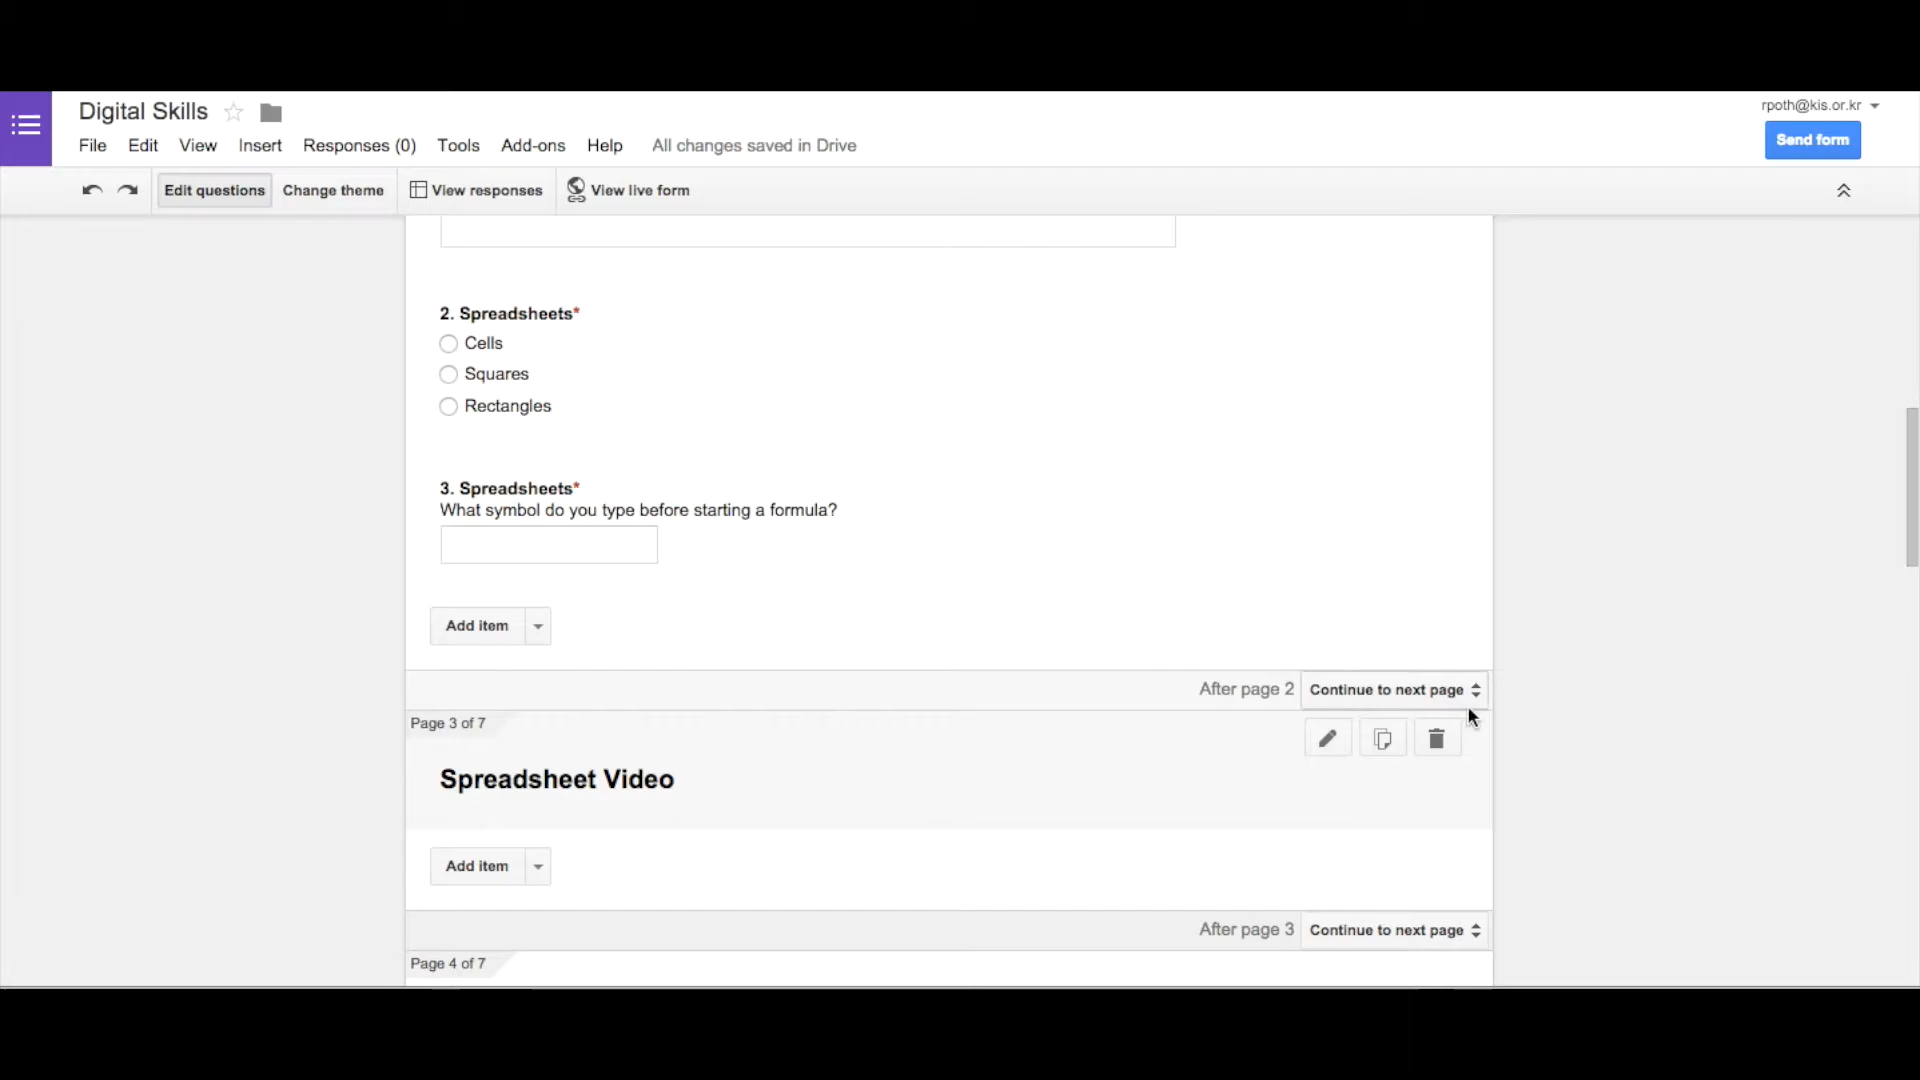 Digital Skills
rpoth@kis.or.kr
File Edit View Insert Responses (0) Tools Add-ons Help All changes saved in Drive
Send form
Edit questions Change theme View responses View live form
2. Spreadsheets*
Cells
Squares
Rectangles
3. Spreadsheets*
What symbol do you type before starting a formula?
Add item
After page 2 Continue to next page
Page 3 of 7
Spreadsheet Video
Add item
After page 3 Continue to next page
Page 4 of 7